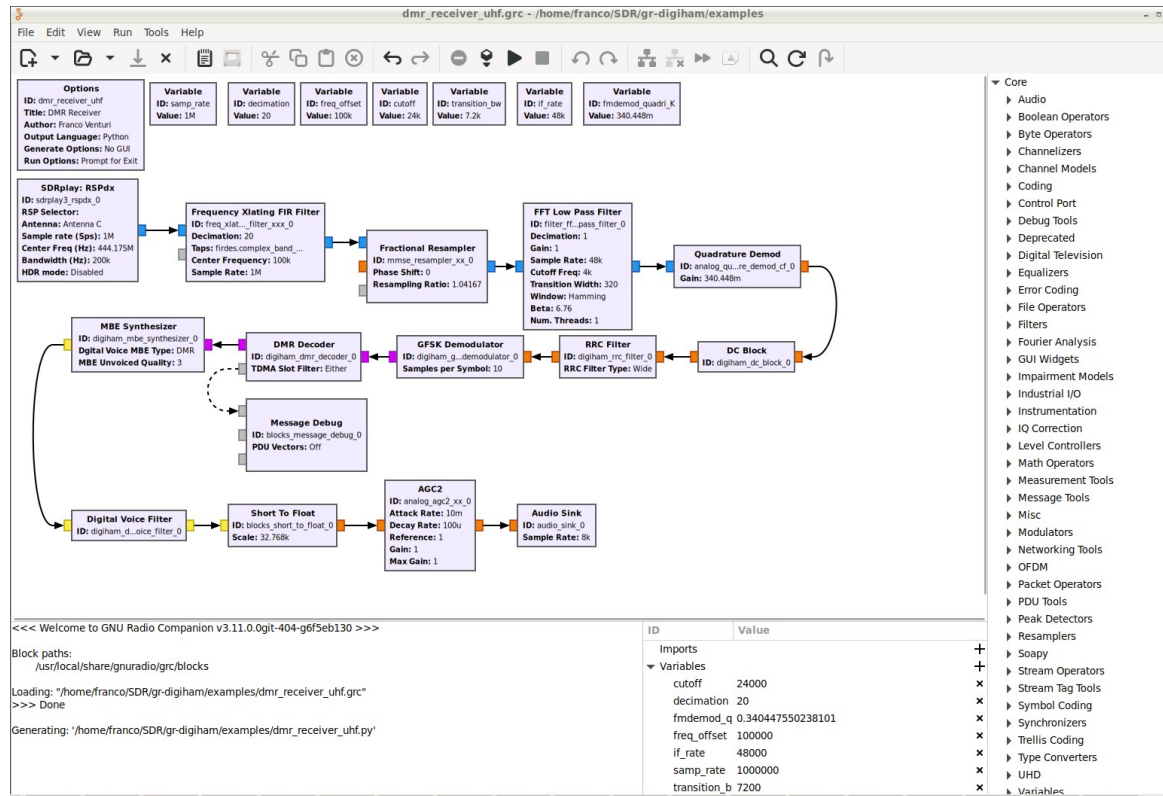 dmr_receiver_uhf.grc - /home/franco/SDR/gr-digiham/examples
File Edit View Run Tools Help
Options
ID: dmr_receiver_uhf
Title: DMR Receiver
Author: Franco Venturi
Output Language: Python
Generate Options: No GUI
Run Options: Prompt for Exit
Variable
ID: samp_rate
Value: 1M
Variable
ID: decimation
Value: 20
Variable
ID: freq_offset
Value: 100k
Variable
ID: cutoff
Value: 24k
Variable
ID: transition_bw
Value: 7.2k
Variable
ID: if_rate
Value: 48k
Variable
ID: fmdemod_quadri_K
Value: 340.448m
SDRplay: RSPdx
ID: sdrplay3_rspdx_0
RSP Selector:
Antenna: Antenna C
Sample rate (Sps): 1M
Center Freq (Hz): 444.175M
Bandwidth (Hz): 200k
HDR mode: Disabled
Frequency Xlating FIR Filter
ID: freq_xlat..._filter_xxx_0
Decimation: 20
Taps: firdes.complex_band_...
Center Frequency: 100k
Sample Rate: 1M
Fractional Resampler
ID: mmse_resampler_xx_0
Phase Shift: 0
Resampling Ratio: 1.04167
FFT Low Pass Filter
ID: filter_ff...pass_filter_0
Decimation: 1
Gain: 1
Sample Rate: 48k
Cutoff Freq: 4k
Transition Width: 320
Window: Hamming
Beta: 6.76
Num. Threads: 1
Quadrature Demod
ID: analog_qu...re_demod_cf_0
Gain: 340.448m
MBE Synthesizer
ID: digiham_mbe_synthesizer_0
Dgital Voice MBE Type: DMR
MBE Unvoiced Quality: 3
DMR Decoder
ID: digiham_dmr_decoder_0
TDMA Slot Filter: Either
GFSK Demodulator
ID: digiham_g...demodulator_0
Samples per Symbol: 10
RRC Filter
ID: digiham_rrc_filter_0
RRC Filter Type: Wide
DC Block
ID: digiham_dc_block_0
Message Debug
ID: blocks_message_debug_0
PDU Vectors: Off
Digital Voice Filter
ID: digiham_d...oice_filter_0
Short To Float
ID: blocks_short_to_float_0
Scale: 32.768k
AGC2
ID: analog_agc2_xx_0
Attack Rate: 10m
Decay Rate: 100u
Reference: 1
Gain: 1
Max Gain: 1
Audio Sink
ID: audio_sink_0
Sample Rate: 8k
Core
Audio
Boolean Operators
Byte Operators
Channelizers
Channel Models
Coding
Control Port
Debug Tools
Deprecated
Digital Television
Equalizers
Error Coding
File Operators
Filters
Fourier Analysis
GUI Widgets
Impairment Models
Industrial I/O
Instrumentation
IQ Correction
Level Controllers
Math Operators
Measurement Tools
Message Tools
Misc
Modulators
Networking Tools
OFDM
Packet Operators
PDU Tools
Peak Detectors
Resamplers
Soapy
Stream Operators
Stream Tag Tools
Symbol Coding
Synchronizers
Trellis Coding
Type Converters
UHD
Variables
<<< Welcome to GNU Radio Companion v3.11.0.0git-404-g6f5eb130 >>>
Block paths:
/usr/local/share/gnuradio/grc/blocks
Loading: "/home/franco/SDR/gr-digiham/examples/dmr_receiver_uhf.grc"
>>> Done
Generating: '/home/franco/SDR/gr-digiham/examples/dmr_receiver_uhf.py'
ID Value
Imports
Variables
cutoff 24000
decimation 20
fmdemod_q 0.340447550238101
freq_offset 100000
if_rate 48000
samp_rate 1000000
transition_b 7200